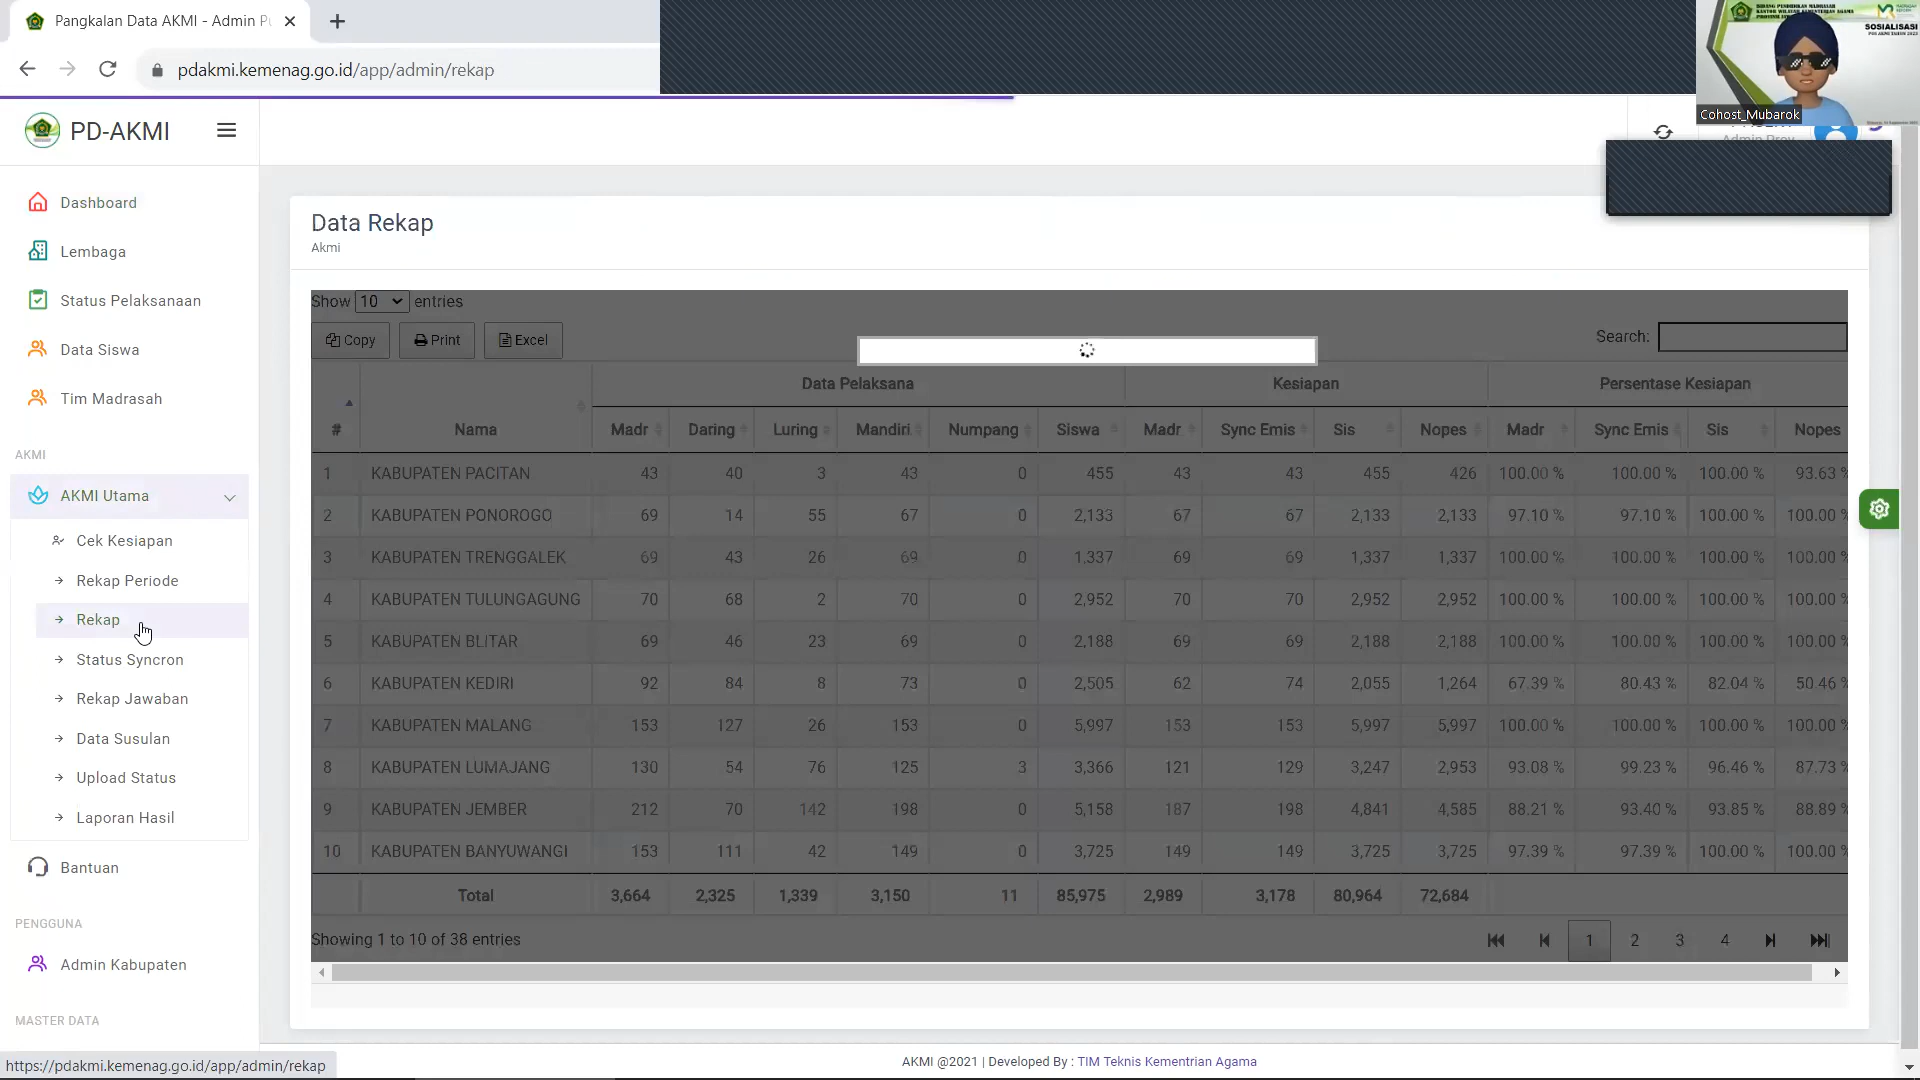 Pangkalan Data AKMI - Admin P
pdakmi.kemenag.go.id/app/admin/rekap
BIDANG PENDIDIKAN MADRASAH
KANTOR WILAYAH KEMENTERIAN AGAMA
SOSIALISASI
Cohost_Mubarok
PD-AKMI
Admin Prov
Dashboard
Lembaga
Status Pelaksanaan
Data Siswa
Tim Madrasah
AKMI
AKMI Utama
Cek Kesiapan
Rekap Periode
Rekap
Status Syncron
Rekap Jawaban
Data Susulan
Upload Status
Laporan Hasil
Bantuan
PENGGUNA
Admin Kabupaten
MASTER DATA
https://pdakmi.kemenag.go.id/app/admin/rekap
Data Rekap
Akmi
Show 10 entries
Copy Print Excel Search:
Data Pelaksana Kesiapan Persentase Kesiapan
# Nama Madr Daring Luring Mandiri Numpang Siswa Madr Sync Emis Sis Nopes Madr Sync Emis Sis Nopes
1 KABUPATEN PACITAN 43 40 3 43 0 455 43 43 455 426 100.00 % 100.00 % 100.00 % 93.63 %
2 KABUPATEN PONOROGO 69 14 55 67 0 2,133 67 67 2,133 2,133 97.10 % 97.10 % 100.00 % 100.00 %
3 KABUPATEN TRENGGALEK 69 43 26 69 0 1,337 69 69 1,337 1,337 100.00 % 100.00 % 100.00 % 100.00 %
4 KABUPATEN TULUNGAGUNG 70 68 2 70 0 2,952 70 70 2,952 2,952 100.00 % 100.00 % 100.00 % 100.00 %
5 KABUPATEN BLITAR 69 46 23 69 0 2,188 69 69 2,188 2,188 100.00 % 100.00 % 100.00 % 100.00 %
6 KABUPATEN KEDIRI 92 84 8 73 0 2,505 62 74 2,055 1,264 67.39 % 80.43 % 82.04 % 50.46 %
7 KABUPATEN MALANG 153 127 26 153 0 5,997 153 153 5,997 5,997 100.00 % 100.00 % 100.00 % 100.00 %
8 KABUPATEN LUMAJANG 130 54 76 125 3 3,366 121 129 3,247 2,953 93.08 % 99.23 % 96.46 % 87.73 %
9 KABUPATEN JEMBER 212 70 142 198 0 5,158 187 198 4,841 4,585 88.21 % 93.40 % 93.85 % 88.89 %
10 KABUPATEN BANYUWANGI 153 111 42 149 0 3,725 149 149 3,725 3,725 97.39 % 97.39 % 100.00 % 100.00 %
Total 3,664 2,325 1,339 3,150 11 85,975 2,989 3,178 80,964 72,684
Showing 1 to 10 of 38 entries
1 2 3 4
AKMI @2021 | Developed By : TIM Teknis Kementrian Agama